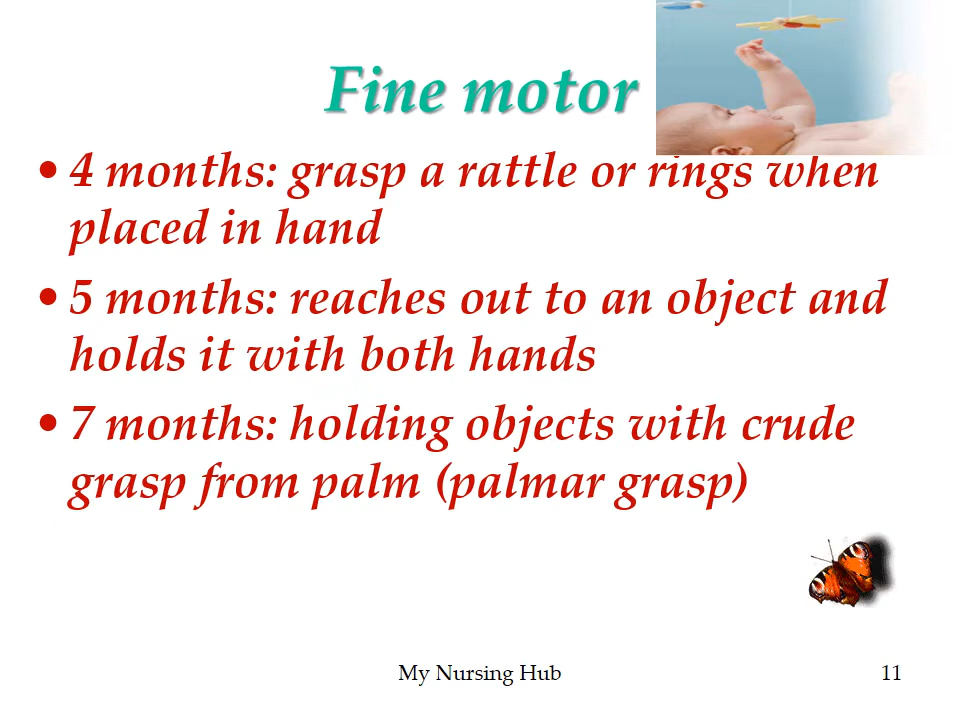 Fine motor
• 4 months: grasp a rattle or rings when
placed in hand
• 5 months: reaches out to an object and
holds it with both hands
• 7 months: holding objects with crude
grasp from palm (palmar grasp)
My Nursing Hub
11